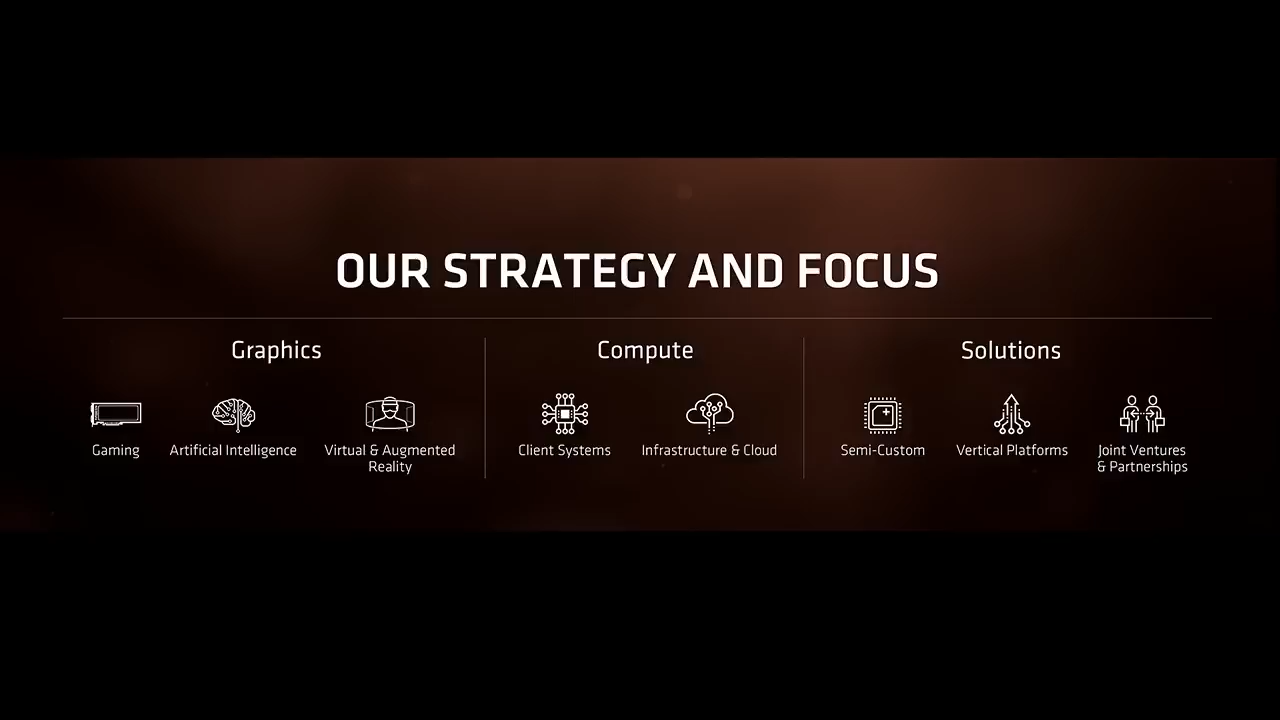 OUR STRATEGY AND FOCUS
Graphics
Compute
Solutions
Gaming
Artificial Intelligence
Virtual & Augmented
Reality
Client Systems
Infrastructure & Cloud
Semi-Custom
Vertical Platforms
Joint Ventures
& Partnerships